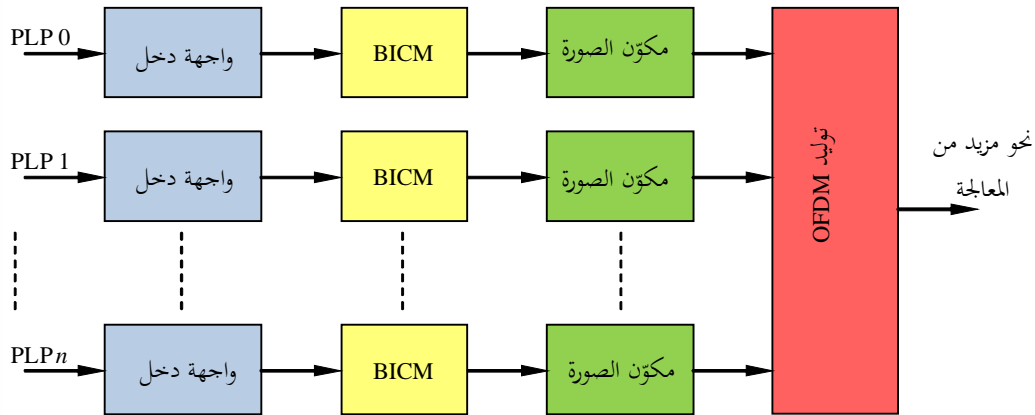 PLP 0
واجهة دخل
BICM
مكوّن الصورة
PLP 1
واجهة دخل
BICM
مكوّن الصورة
PLP n
واجهة دخل
BICM
مكوّن الصورة
توليد OFDM
نحو مزيد من
المعالجة